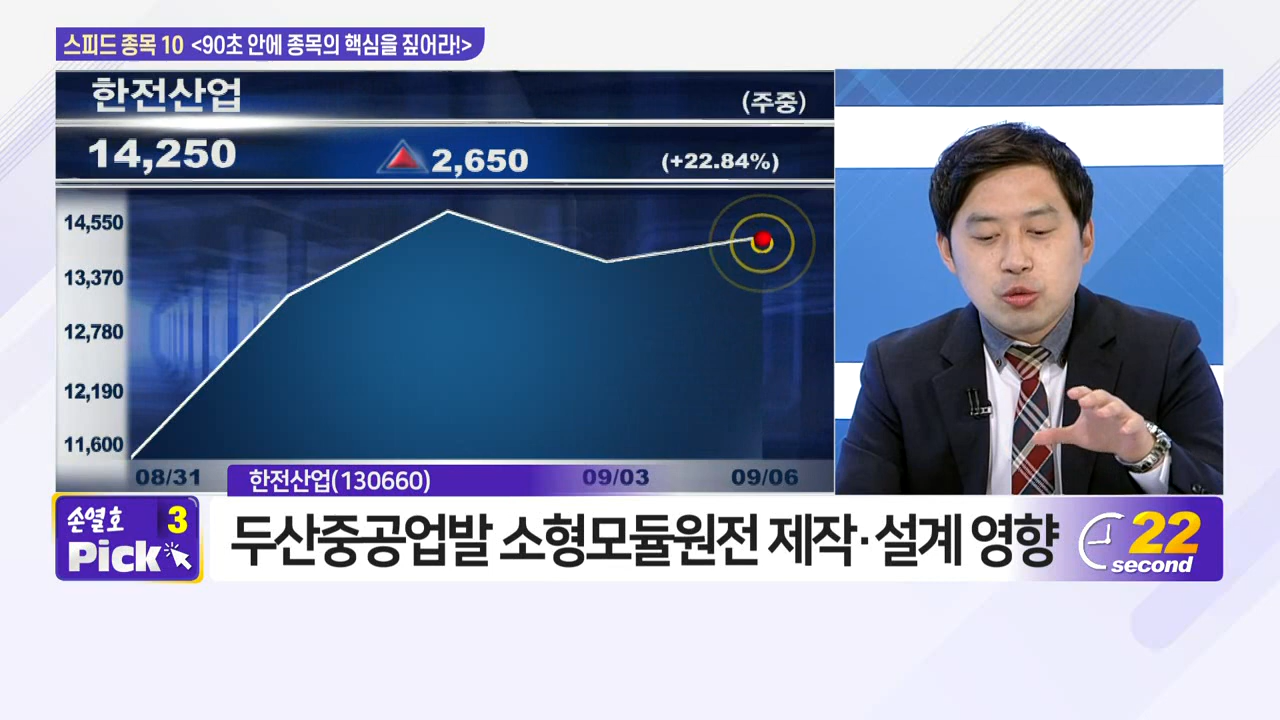 스피드 종목 10 <90초 안에 종목의 핵심을 짚어라!>
한전산업
(주중)
14,250 ▲ 2,650 (+22.84%)
14,550
13,370
12,780
12,190
11,600
08/31 09/03 09/06
한전산업(130660)
손열호 3
Pick
두산중공업발 소형모듈원전 제작·설계 영향
22
second